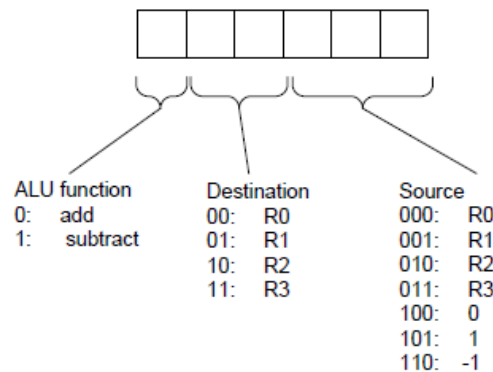 ALU function
0: add
1: subtract
Destination
00: R0
01: R1
10: R2
11: R3
Source
000: R0
001: R1
010: R2
011: R3
100: 0
101: 1
110: -1